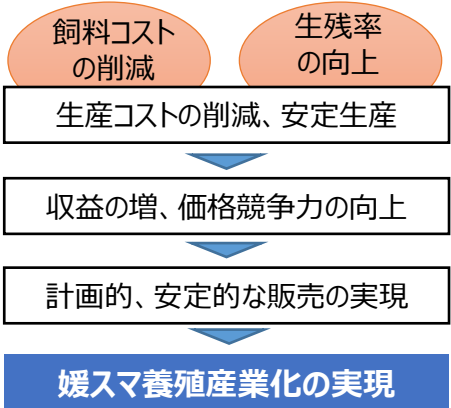 飼料コスト
の削減
生残率
の向上
生産コストの削減、安定生産
収益の増、価格競争力の向上
計画的、安定的な販売の実現
媛スマ養殖産業化の実現